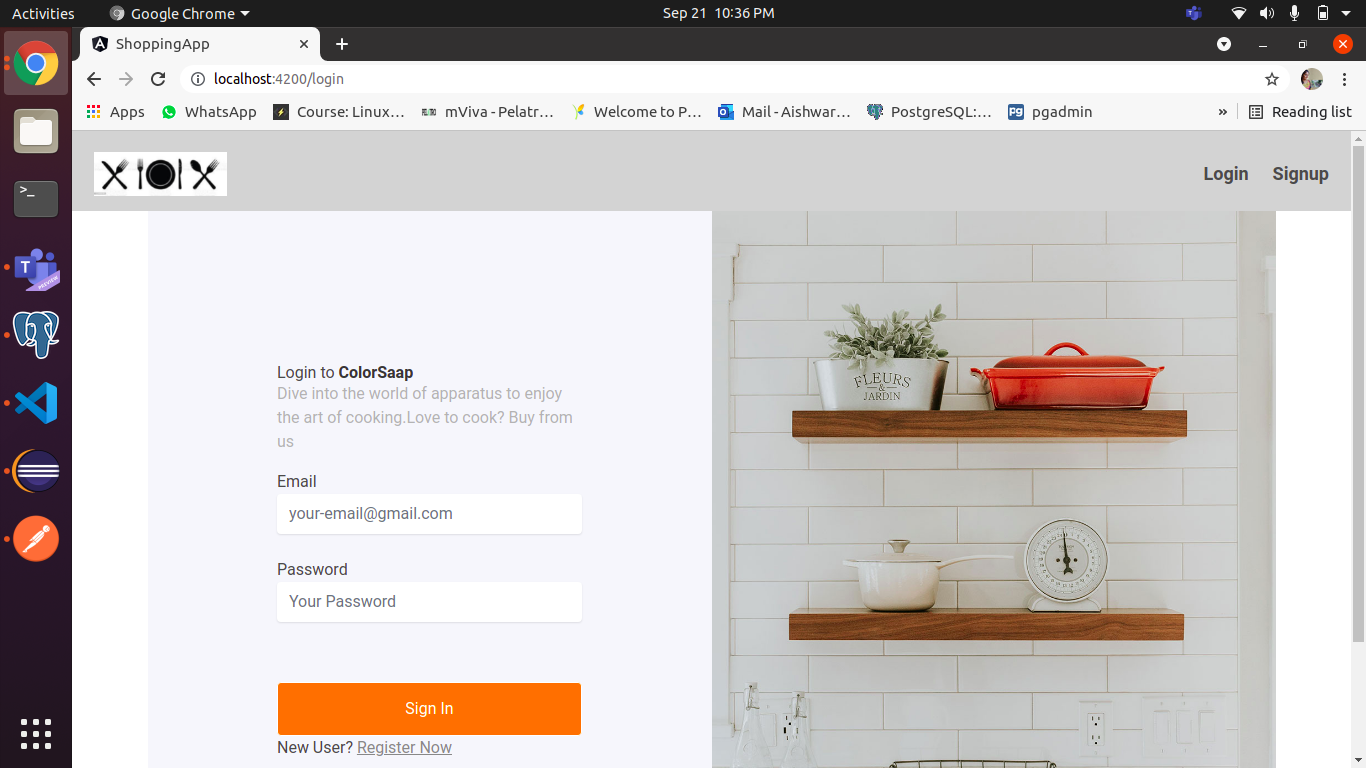 Activities
Google Chrome
Sep 21 10:36 PM
ShoppingApp
localhost:4200/login
Apps
WhatsApp
Course: Linux…
mViva - Pelatr…
Welcome to P…
Mail - Aishwar…
PostgreSQL:…
pgadmin
»
Reading list
Login
Signup
Login to ColorSaap
Dive into the world of apparatus to enjoy
the art of cooking.Love to cook? Buy from
us
Email
your-email@gmail.com
Password
Your Password
Sign In
New User? Register Now
FLEURS
&
JARDIN